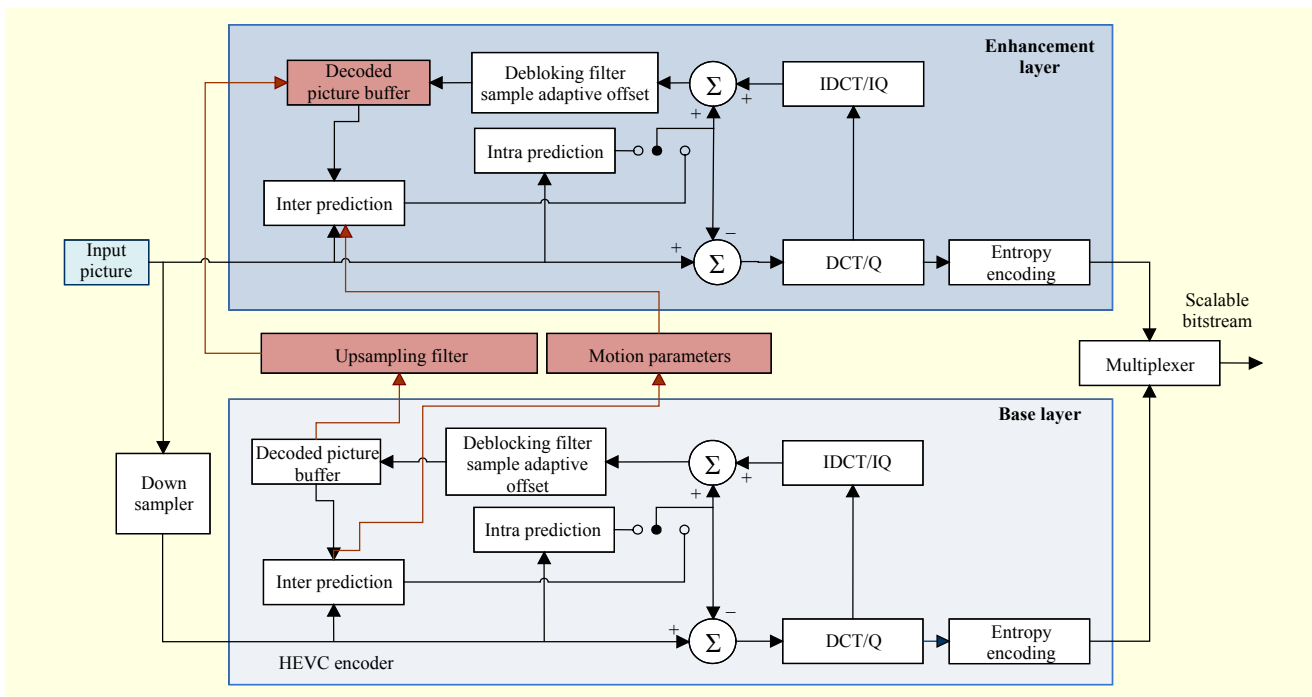 Enhancement
layer
Decoded
picture buffer
Debloking filter
sample adaptive offset
Σ
IDCT/IQ
+
+
Intra prediction
Inter prediction
Input
picture
+
−
Σ
DCT/Q
Entropy
encoding
Scalable
bitstream
Upsampling filter
Motion parameters
Multiplexer
Base layer
Decoded picture
buffer
Deblocking filter
sample adaptive
offset
Σ
IDCT/IQ
+
+
Down
sampler
Intra prediction
Inter prediction
+
−
Σ
DCT/Q
Entropy
encoding
HEVC encoder